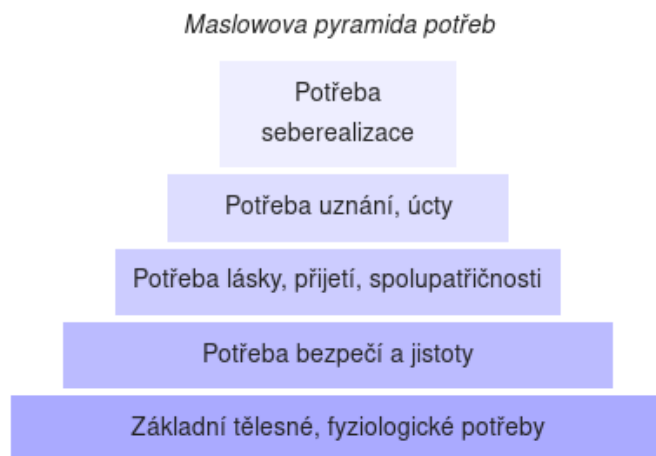 Maslowova pyramida potřeb
Potřeba
seberealizace
Potřeba uznání, úcty
Potřeba lásky, přijetí, spolupatřičnosti
Potřeba bezpečí a jistoty
Základní tělesné, fyziologické potřeby